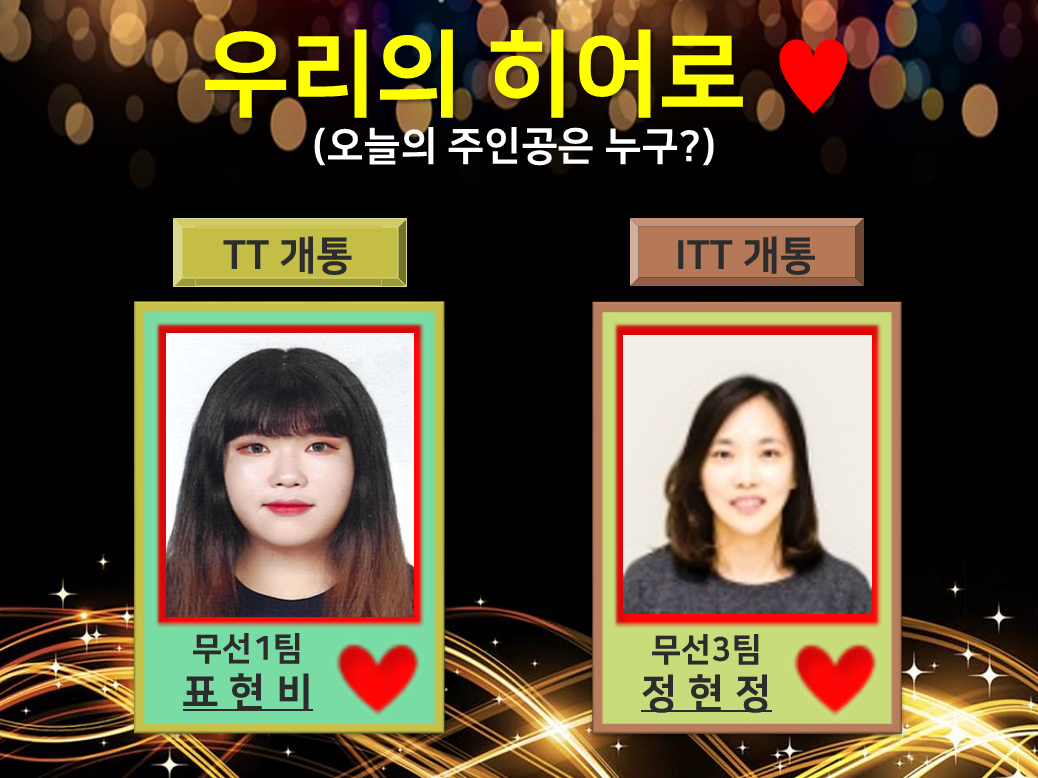 우리의 히어로 ♥
(오늘의 주인공은 누구?)
TT 개통
ITT 개통
무선1팀
표 현 비
무선3팀
정 현 정